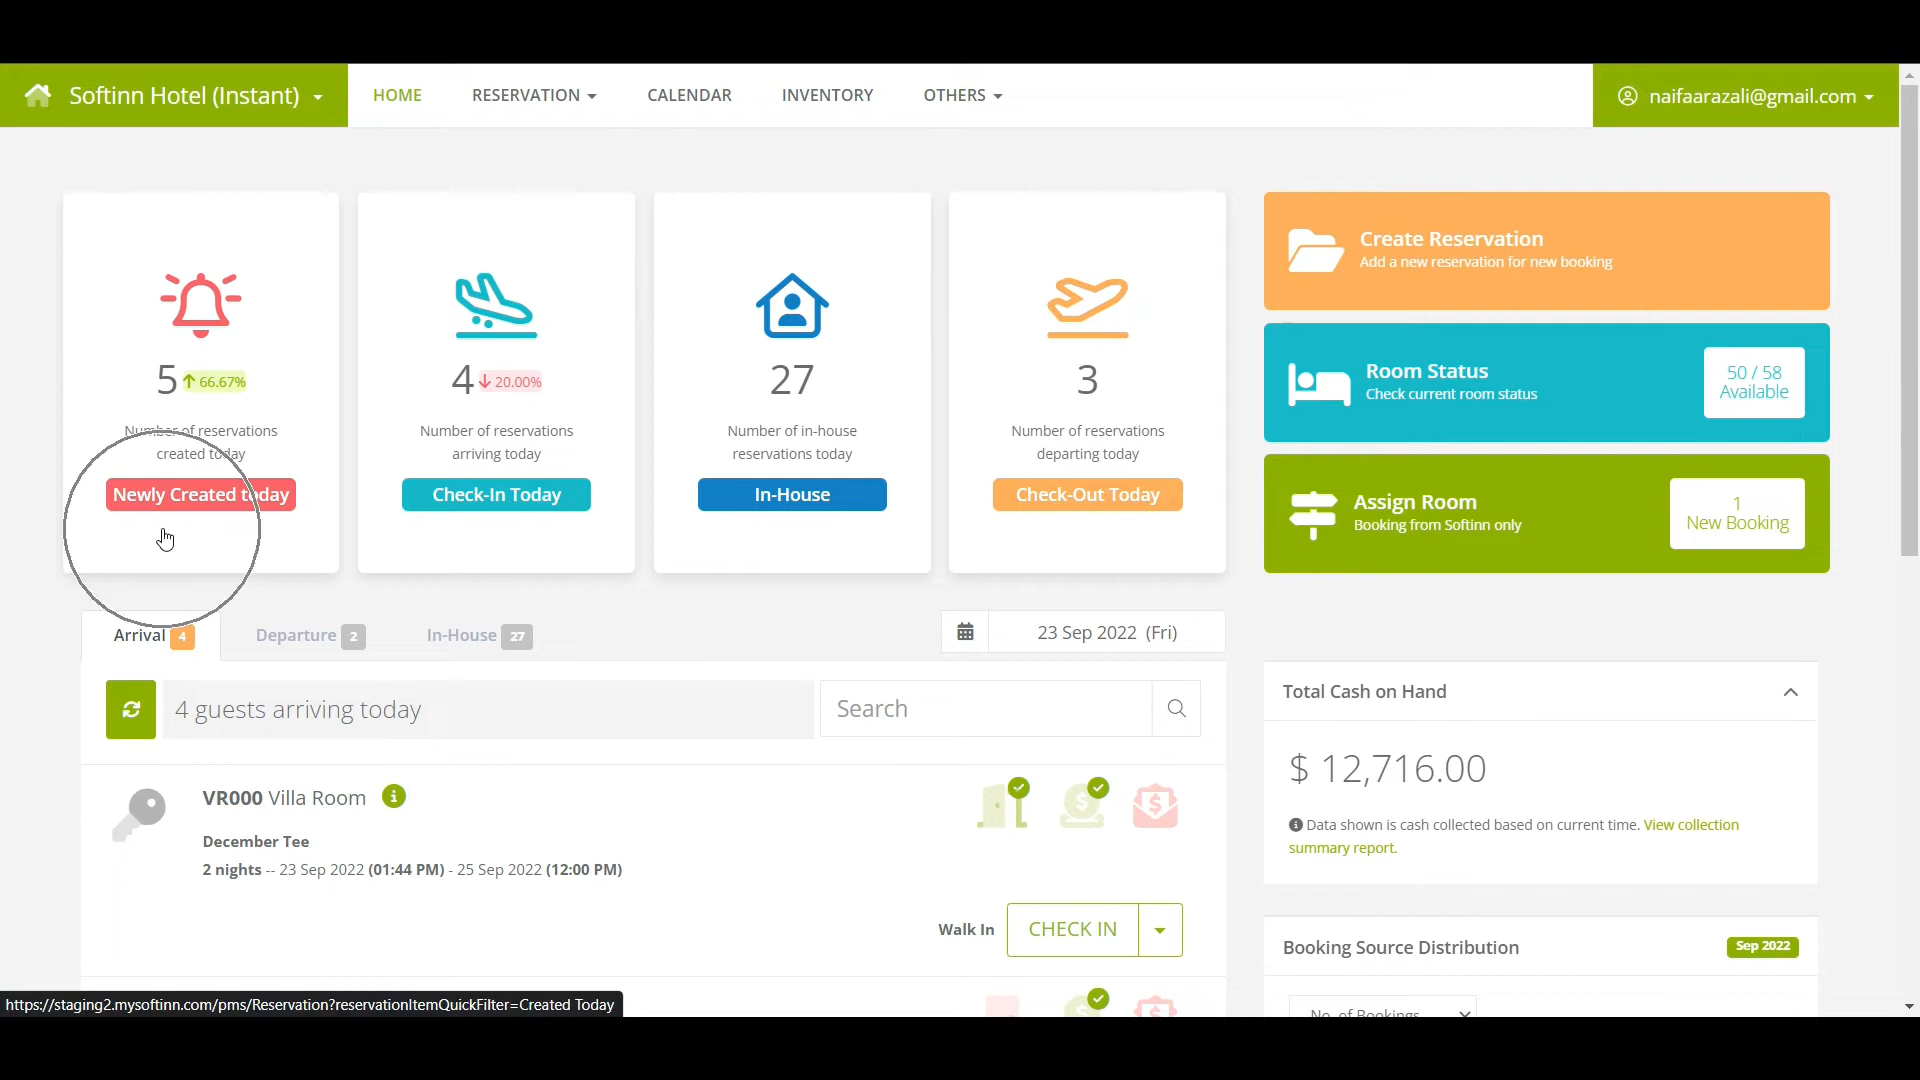 Softinn Hotel (Instant)
HOME
RESERVATION
CALENDAR
INVENTORY
OTHERS
naifaarazali@gmail.com
5 66.67%
Number of reservations
created today
Newly Created today
4 20.00%
Number of reservations
arriving today
Check-In Today
27
Number of in-house
reservations today
In-House
3
Number of reservations
departing today
Check-Out Today
Create Reservation
Add a new reservation for new booking
Room Status
Check current room status
50 / 58
Available
Assign Room
Booking from Softinn only
1
New Booking
Arrival 4
Departure 2
In-House 27
23 Sep 2022 (Fri)
4 guests arriving today
Search
VR000 Villa Room
December Tee
2 nights -- 23 Sep 2022 (01:44 PM) - 25 Sep 2022 (12:00 PM)
Walk In
CHECK IN
Total Cash on Hand
$ 12,716.00
Data shown is cash collected based on current time. View collection
summary report.
Booking Source Distribution
Sep 2022
No. of Bookings
https://staging2.mysoftinn.com/pms/Reservation?reservationItemQuickFilter=Created Today